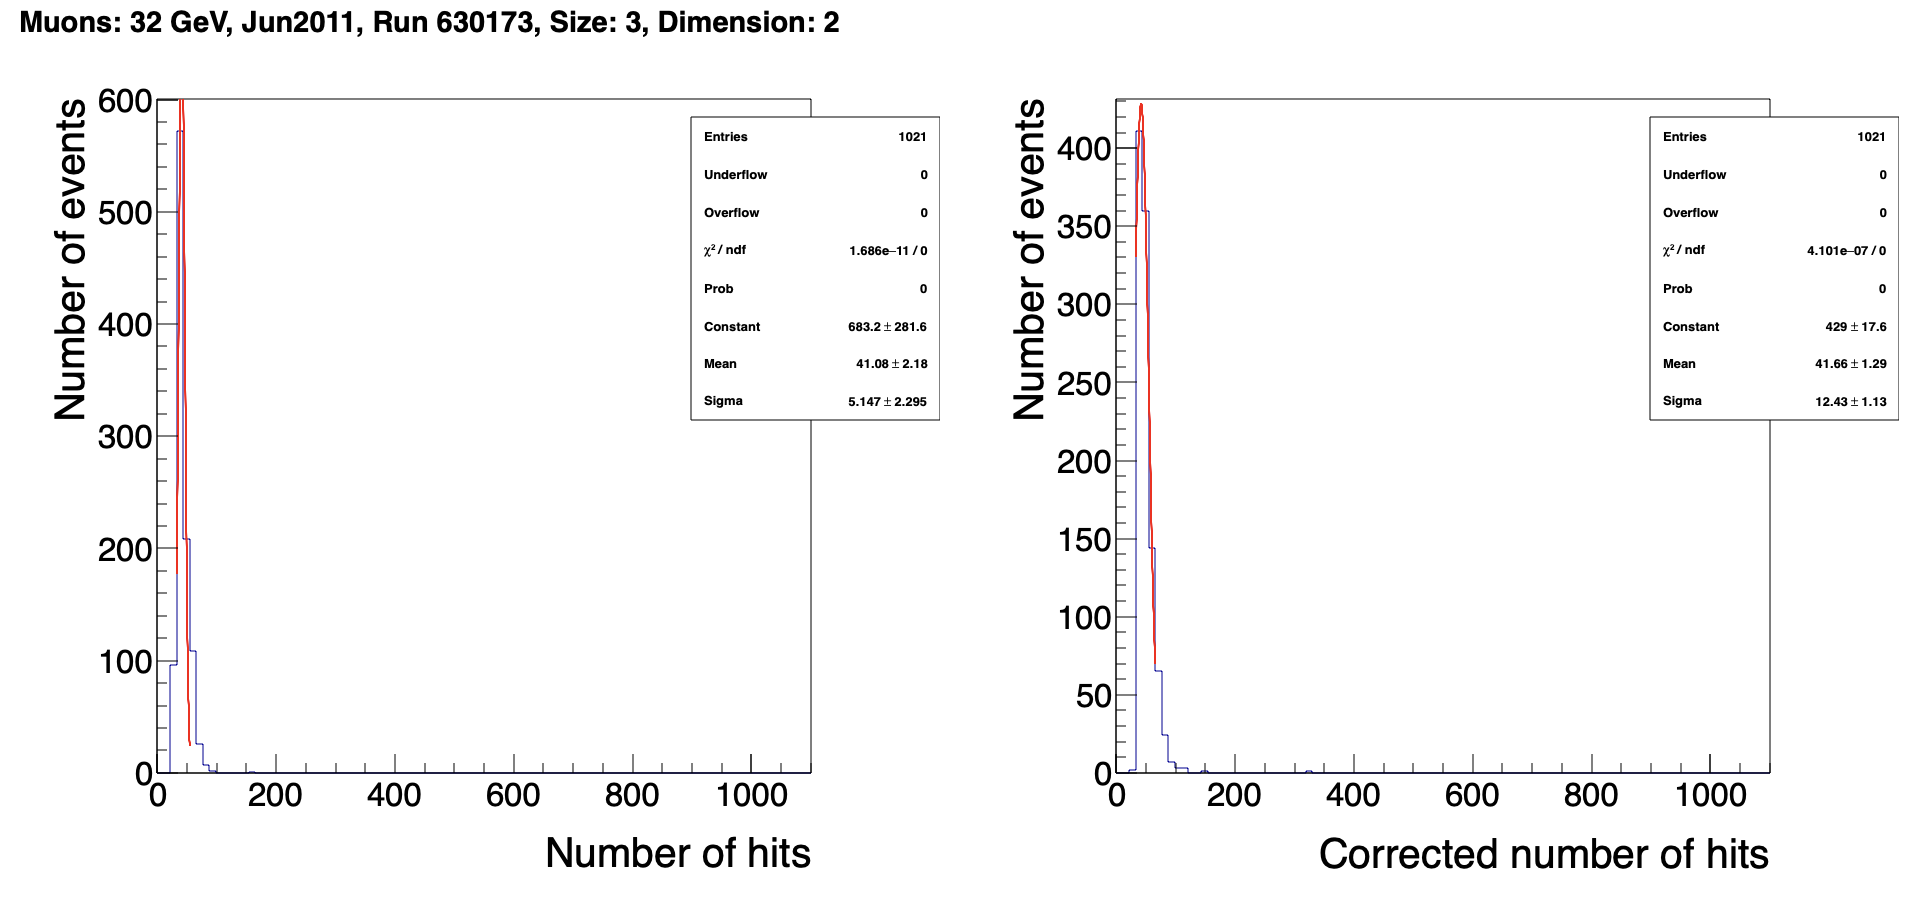 Muons: 32 GeV, Jun2011, Run 630173, Size: 3, Dimension: 2
Number of events
600
500
400
300
200
100
0
0 200 400 600 800 1000
Number of hits
Entries 1021
Underflow 0
Overflow 0
χ² / ndf 1.686e–11 / 0
Prob 0
Constant 683.2 ± 281.6
Mean 41.08 ± 2.18
Sigma 5.147 ± 2.295
Number of events
400
350
300
250
200
150
100
50
0
0 200 400 600 800 1000
Corrected number of hits
Entries 1021
Underflow 0
Overflow 0
χ² / ndf 4.101e–07 / 0
Prob 0
Constant 429 ± 17.6
Mean 41.66 ± 1.29
Sigma 12.43 ± 1.13